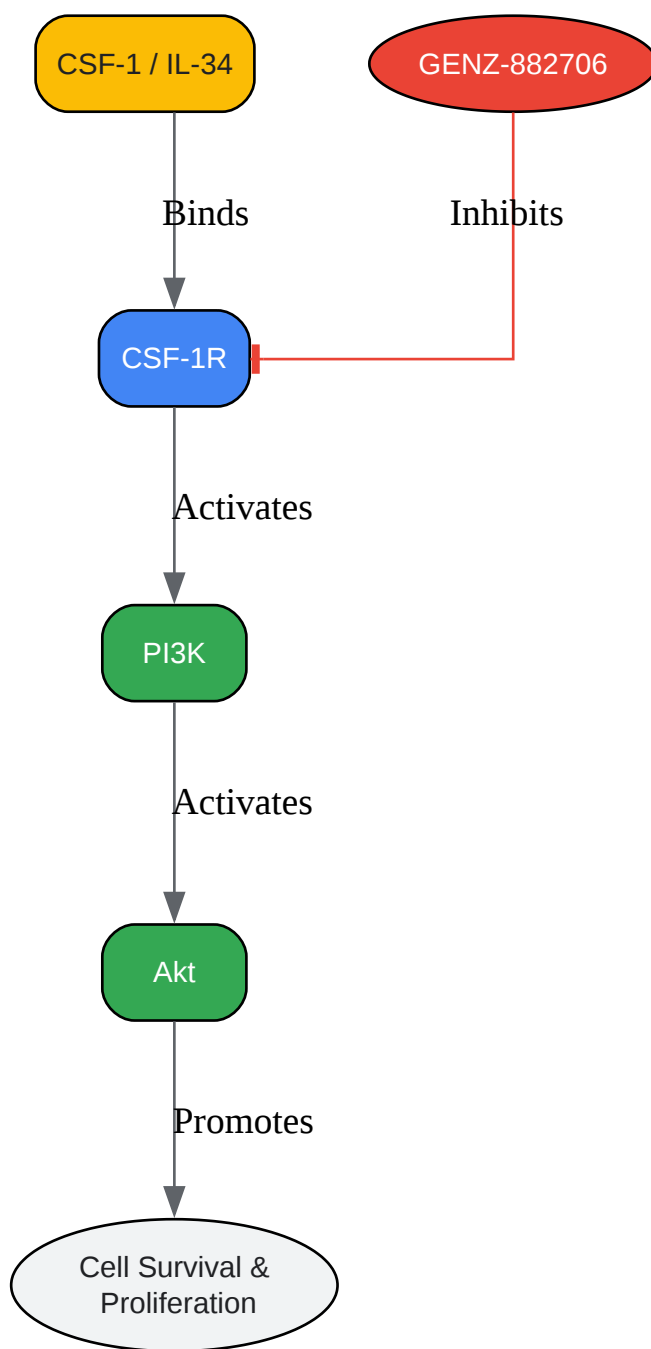 CSF-1 / IL-34
GENZ-882706
Binds
Inhibits
CSF-1R
Activates
PI3K
Activates
Akt
Promotes
Cell Survival &
Proliferation